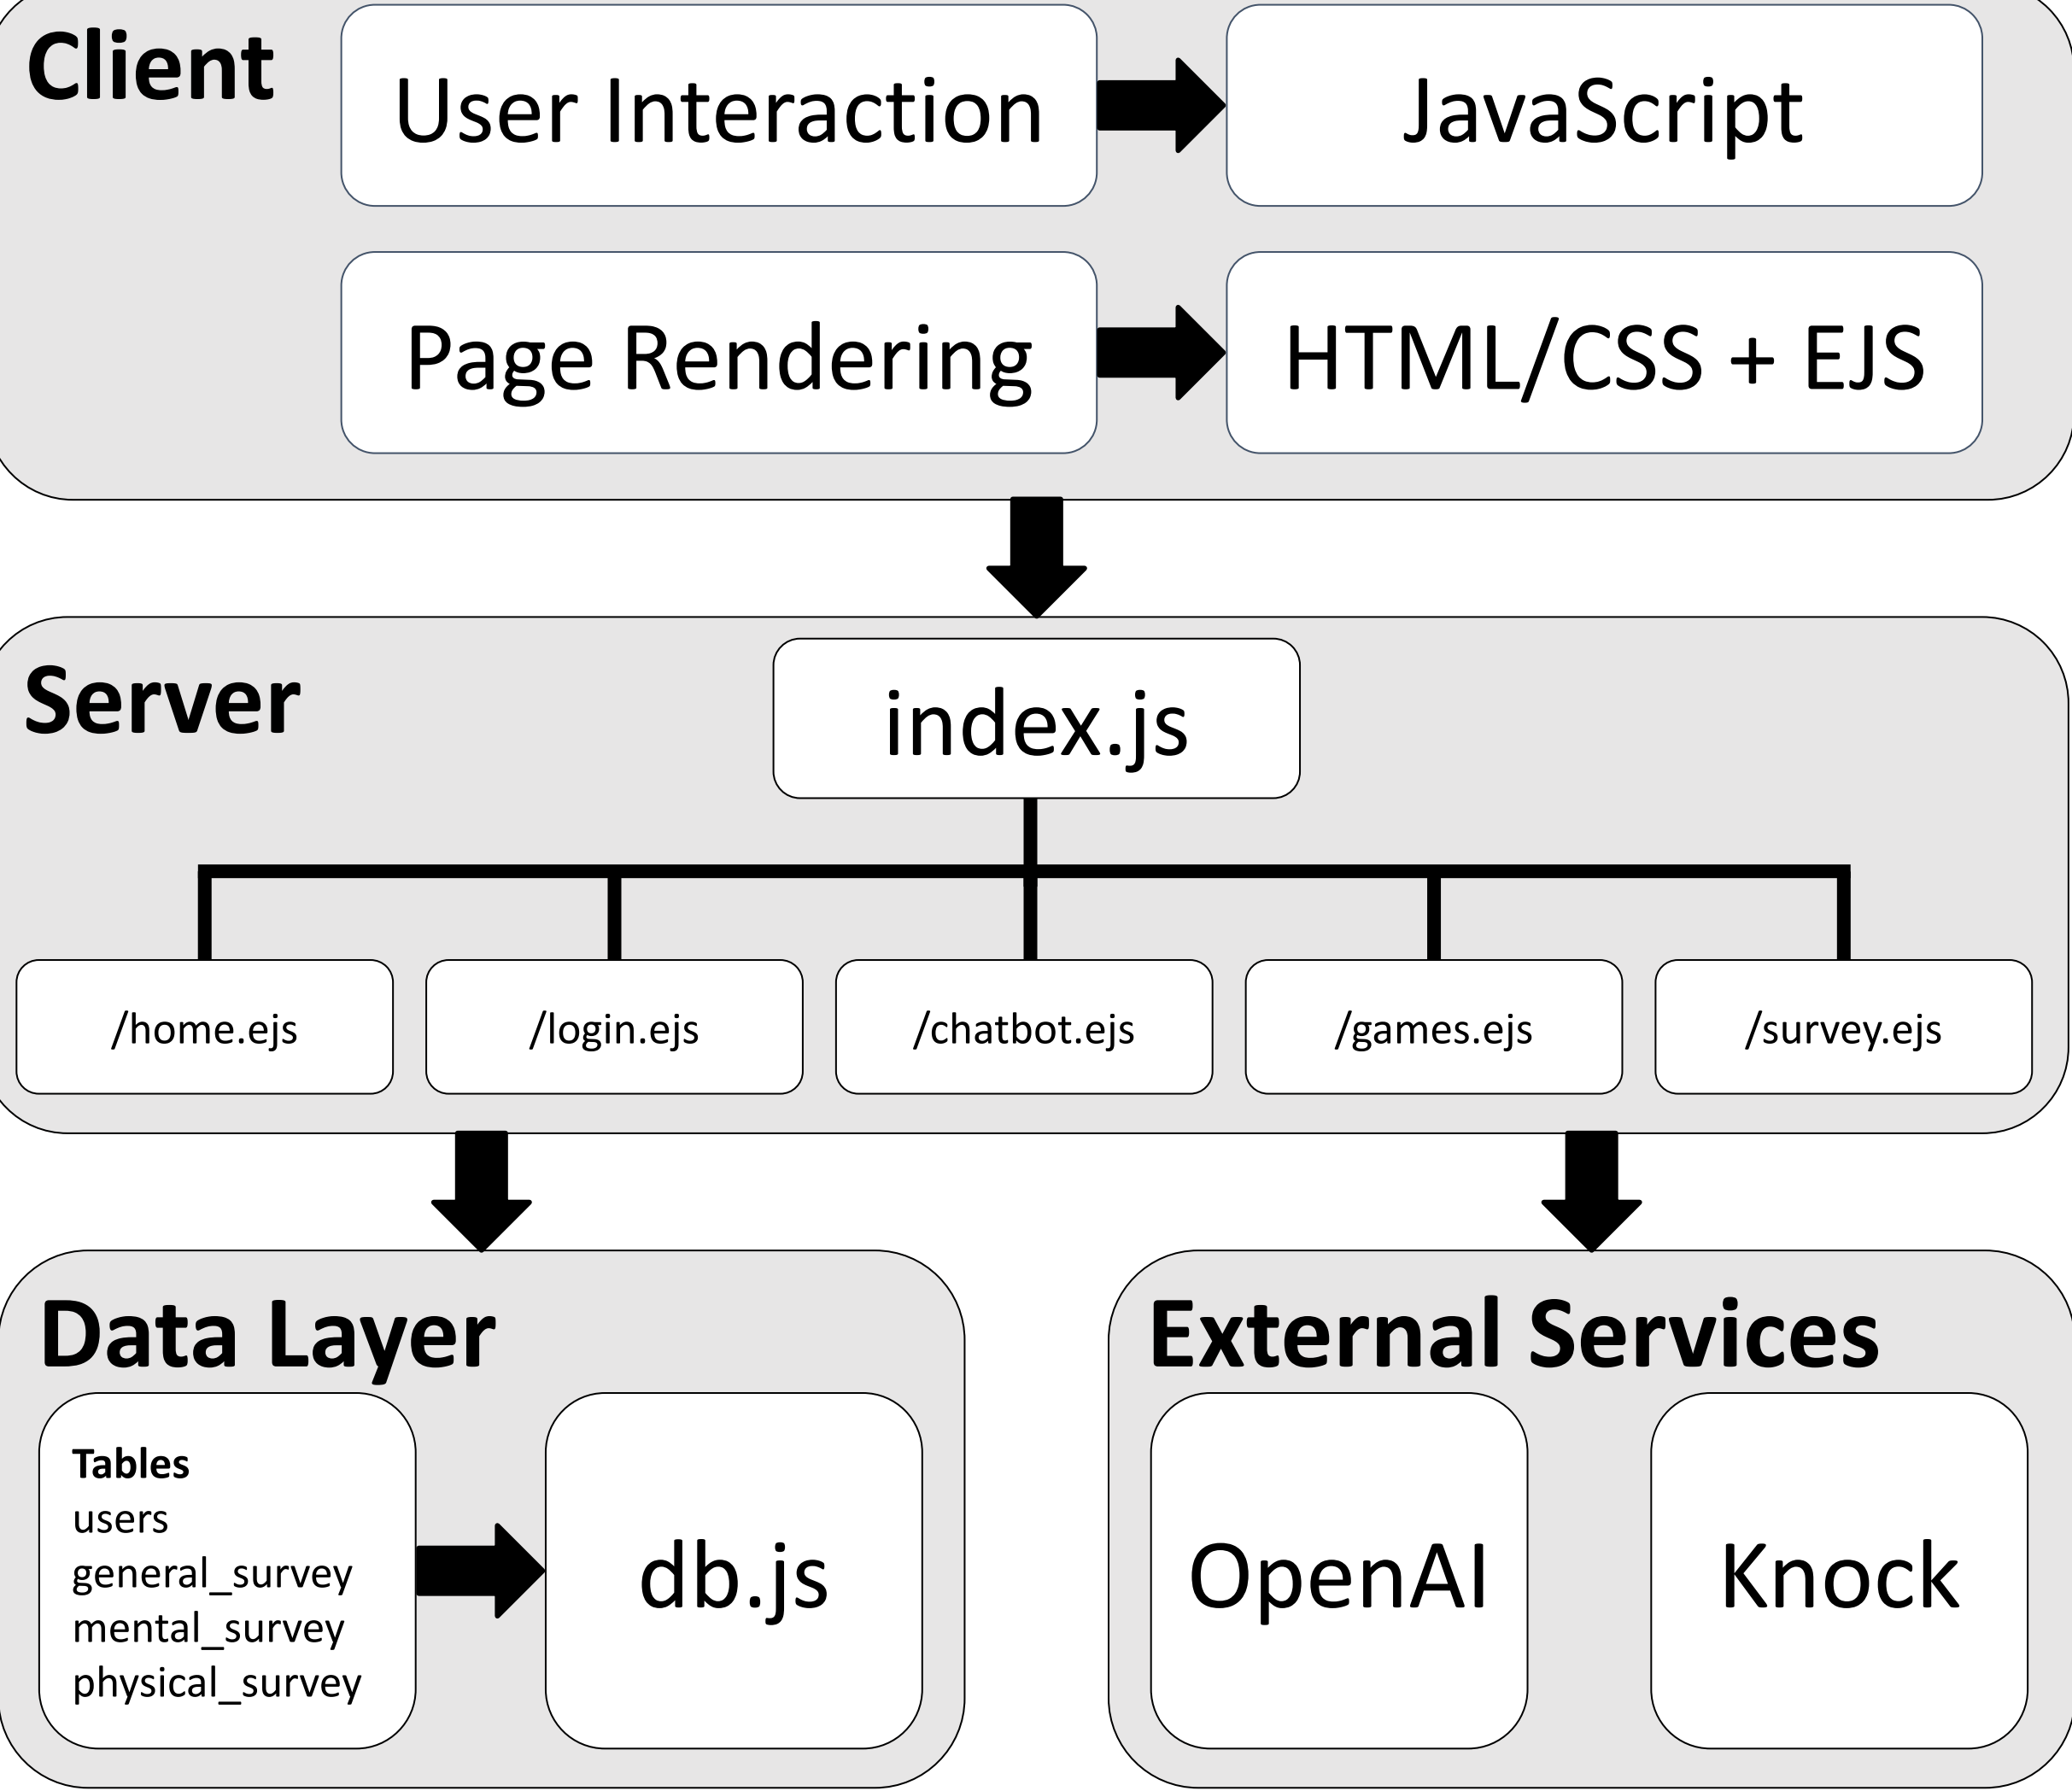 Client
User Interaction
JavaScript
Page Rendering
HTML/CSS + EJS
Server
index.js
/home.ejs
/login.ejs
/chatbot.ejs
/games.ejs
/survey.ejs
Data Layer
Tables
users
general_survey
mental_survey
physical_survey
db.js
External Services
OpenAI
Knock